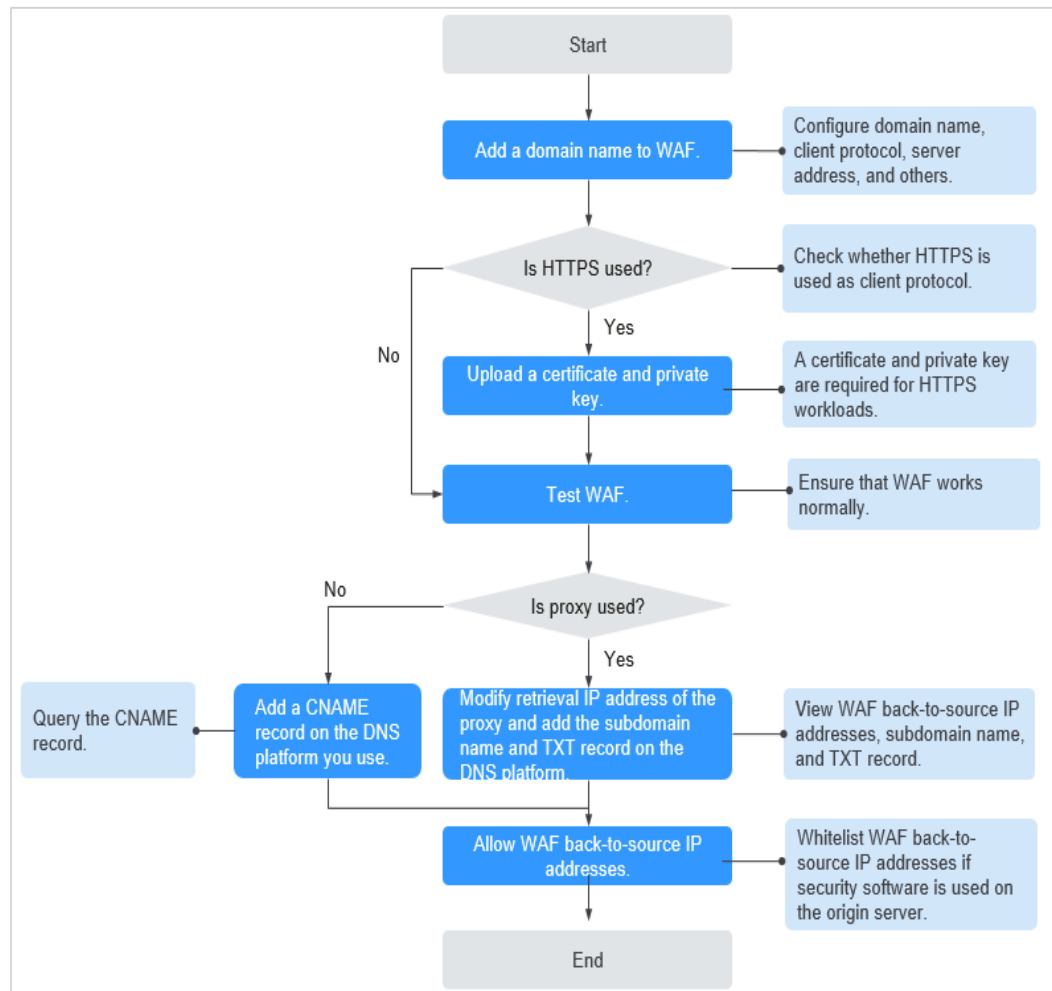 Start
Add a domain name to WAF.
Configure domain name,
client protocol, server
address, and others.
Is HTTPS used?
Check whether HTTPS is
used as client protocol.
Yes
No
Upload a certificate and private
key.
A certificate and private key
are required for HTTPS
workloads.
Test WAF.
Ensure that WAF works
normally.
No
Is proxy used?
Yes
Query the CNAME
record.
Add a CNAME
record on the DNS
platform you use.
Modify retrieval IP address of the
proxy and add the subdomain
name and TXT record on the
DNS platform.
View WAF back-to-source IP
addresses, subdomain name,
and TXT record.
Allow WAF back-to-source IP
addresses.
Whitelist WAF back-to-
source IP addresses if
security software is used on
the origin server.
End